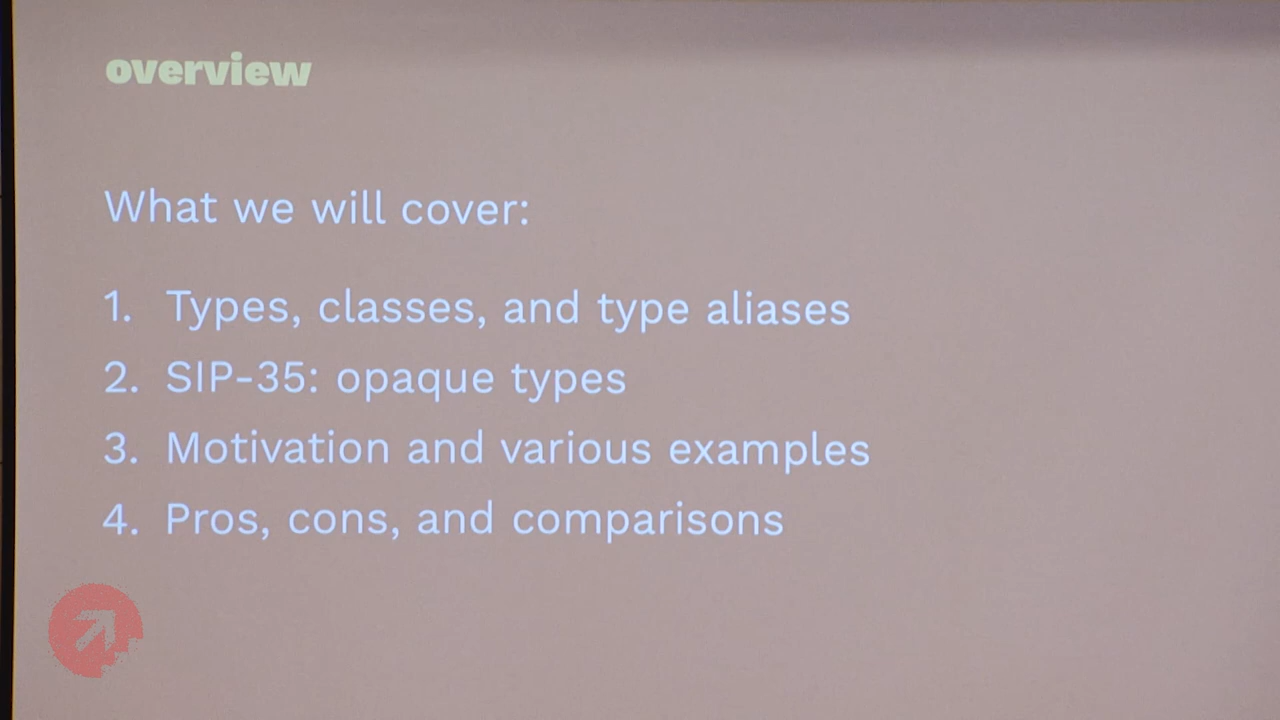 overview
What we will cover:
1. Types, classes, and type aliases
2. SIP-35: opaque types
3. Motivation and various examples
4. Pros, cons, and comparisons